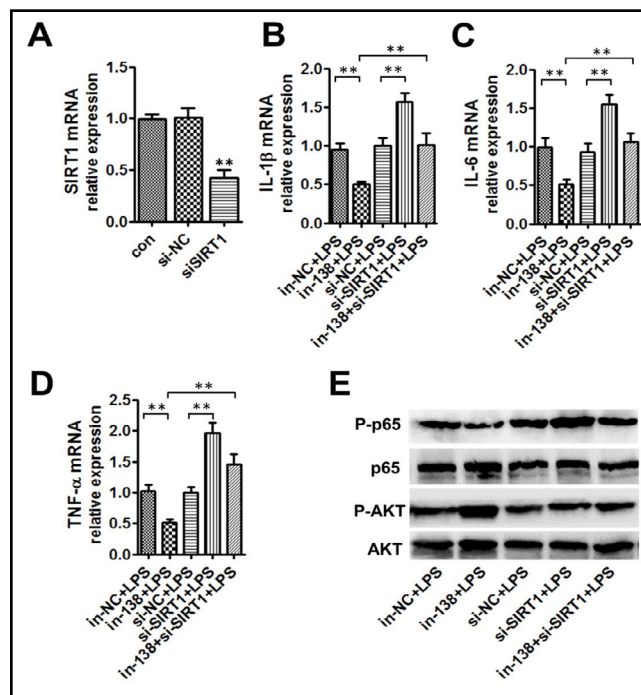 A
SIRT1 mRNA
relative expression
1.5
1.0
0.5
0.0
**
con
si-NC
siSIRT1
B
IL-1β mRNA
relative expression
2.0
1.5
1.0
0.5
0.0
**
** **
in-NC+LPS
in-138+LPS
si-NC+LPS
si-SIRT1+LPS
in-138+si-SIRT1+LPS
C
IL-6 mRNA
relative expression
2.0
1.5
1.0
0.5
0.0
**
** **
in-NC+LPS
in-138+LPS
si-NC+LPS
si-SIRT1+LPS
in-138+si-SIRT1+LPS
D
TNF-α mRNA
relative expression
2.5
2.0
1.5
1.0
0.5
0.0
**
** **
in-NC+LPS
in-138+LPS
si-NC+LPS
si-SIRT1+LPS
in-138+si-SIRT1+LPS
E
P-p65
p65
P-AKT
AKT
in-NC+LPS
in-138+LPS
si-NC+LPS
si-SIRT1+LPS
in-138+si-SIRT1+LPS